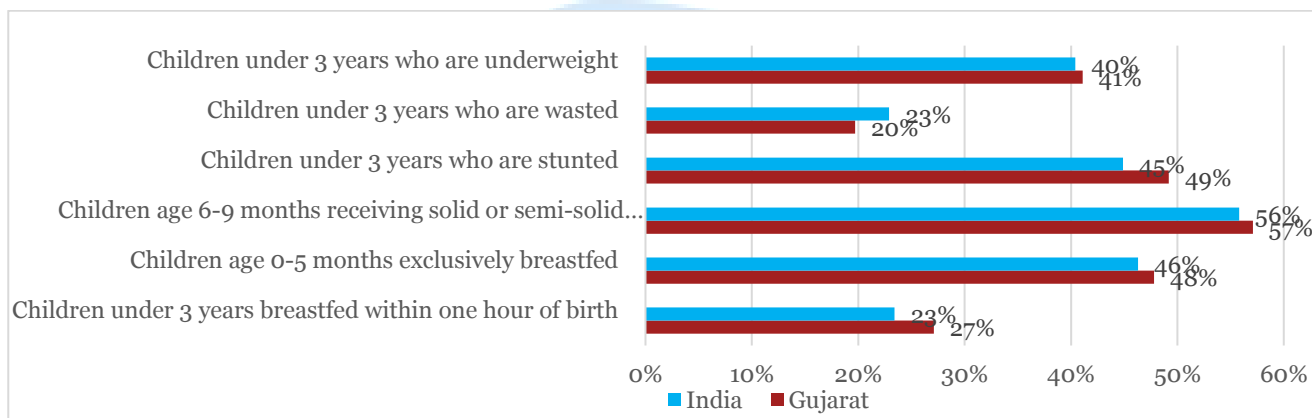 Children under 3 years who are underweight
40%
41%
Children under 3 years who are wasted
23%
20%
Children under 3 years who are stunted
45%
49%
Children age 6-9 months receiving solid or semi-solid...
56%
57%
Children age 0-5 months exclusively breastfed
46%
48%
Children under 3 years breastfed within one hour of birth
23%
27%
0% 10% 20% 30% 40% 50% 60%
India Gujarat